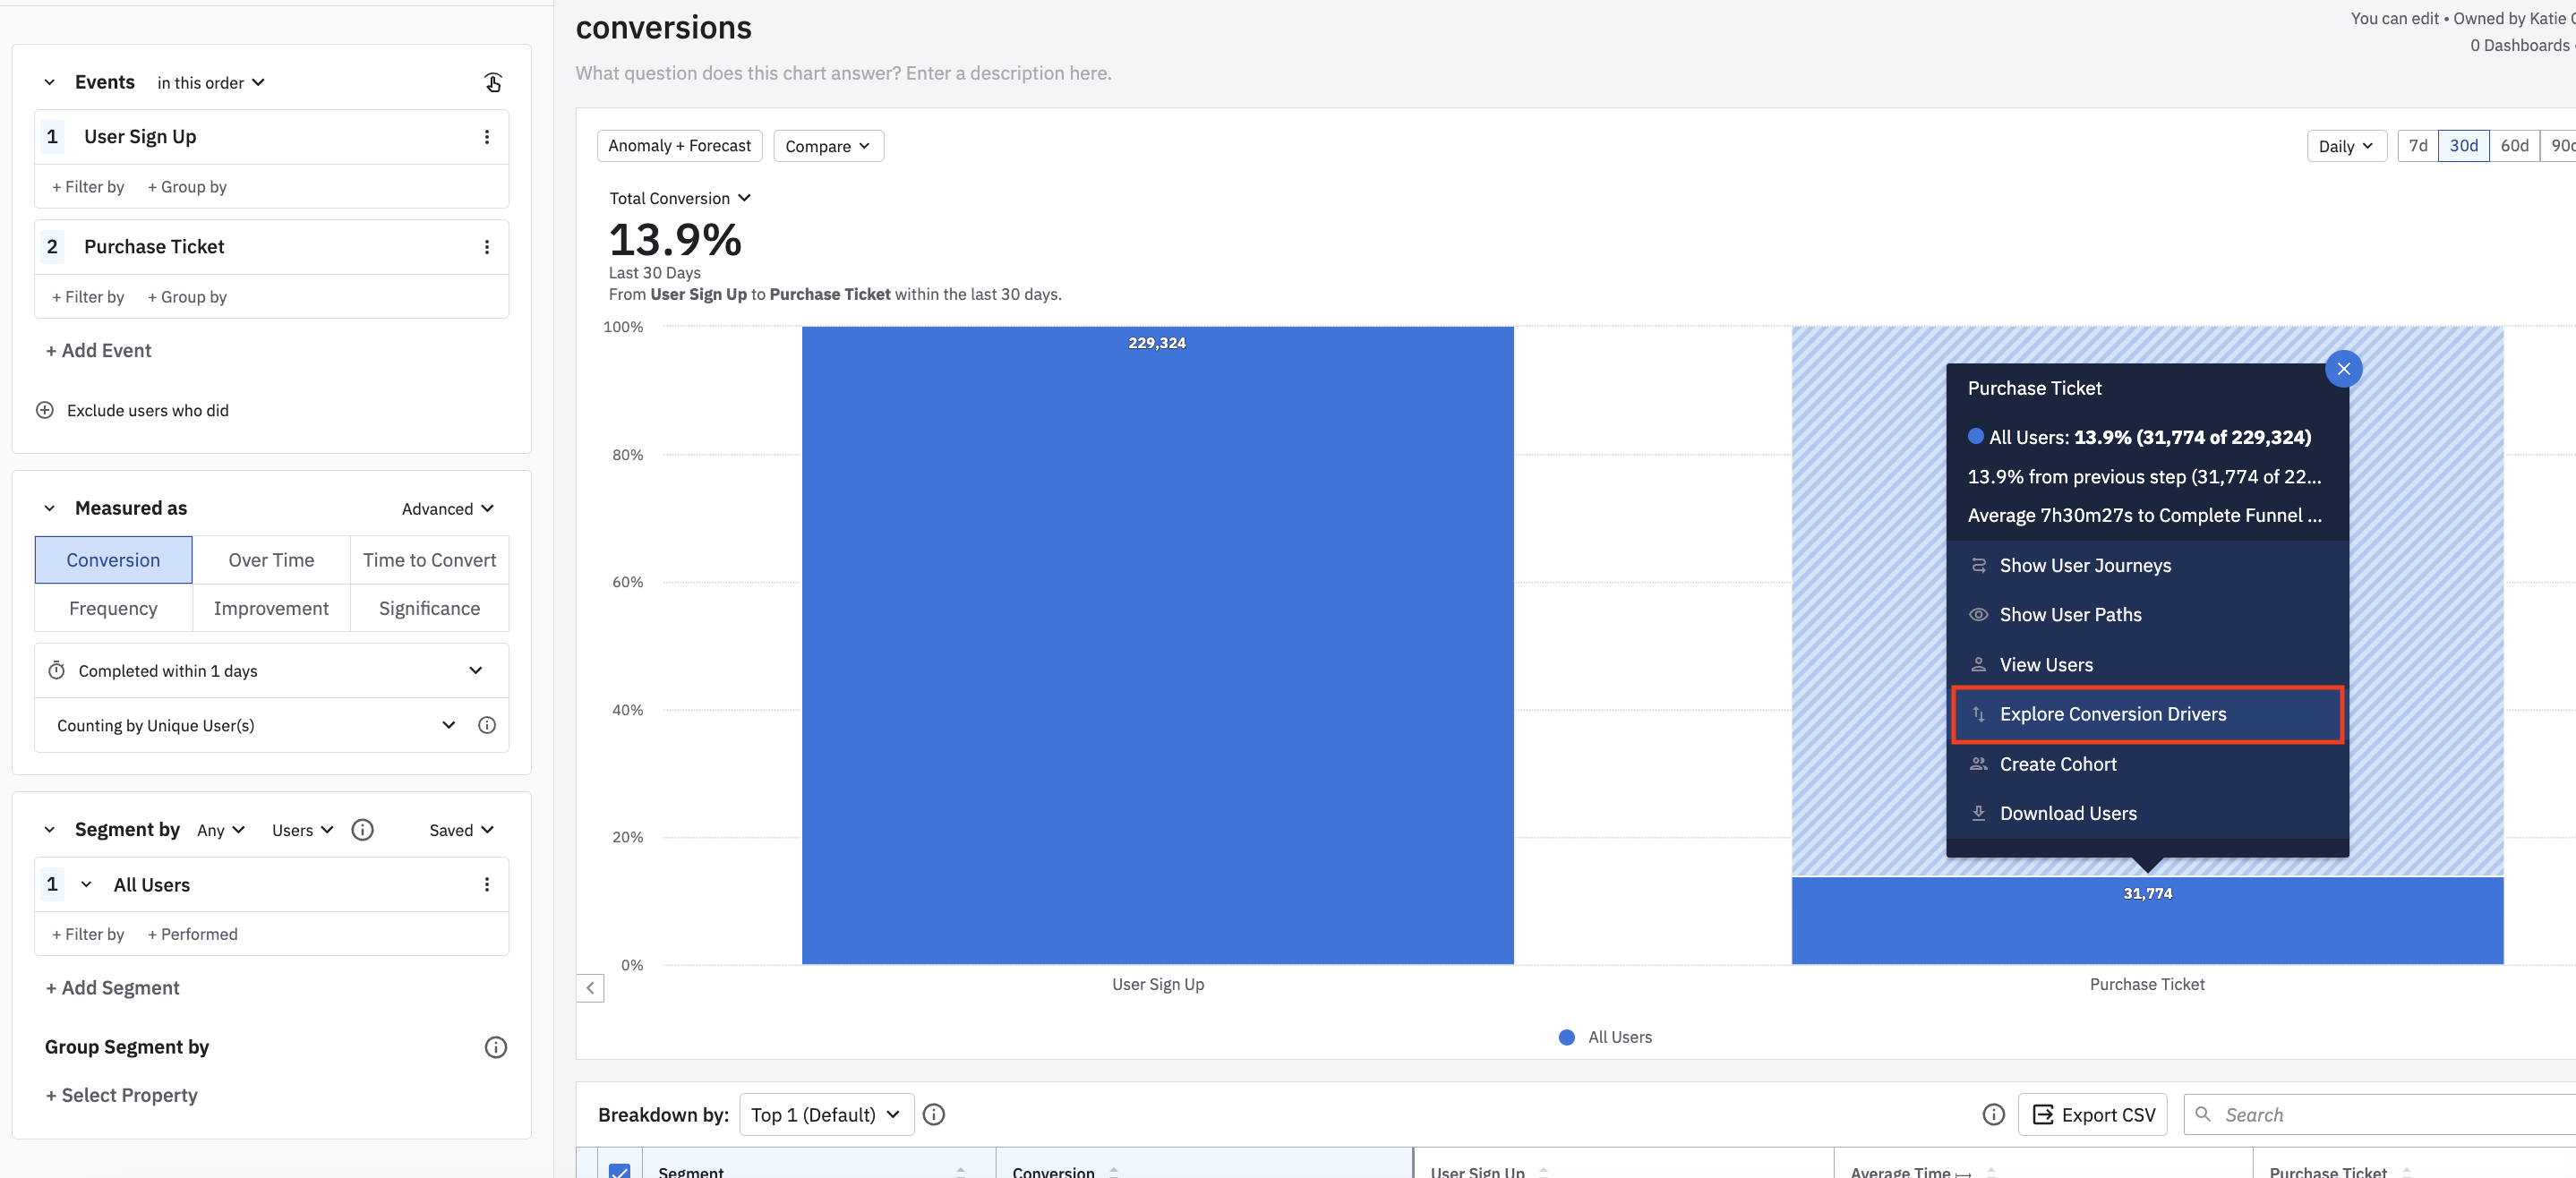 conversions
You can edit • Owned by Katie
0 Dashboards
What question does this chart answer? Enter a description here.
Events in this order
1 User Sign Up
+ Filter by + Group by
2 Purchase Ticket
+ Filter by + Group by
+ Add Event
Exclude users who did
Measured as Advanced
Conversion Over Time Time to Convert
Frequency Improvement Significance
Completed within 1 days
Counting by Unique User(s)
Segment by Any Users Saved
1 All Users
+ Filter by + Performed
+ Add Segment
Group Segment by
+ Select Property
Anomaly + Forecast Compare
Daily 7d 30d 60d 90d
Total Conversion
13.9%
Last 30 Days
From User Sign Up to Purchase Ticket within the last 30 days.
100%
80%
60%
40%
20%
0%
229,324
Purchase Ticket
All Users: 13.9% (31,774 of 229,324)
13.9% from previous step (31,774 of 22...
Average 7h30m27s to Complete Funnel ...
Show User Journeys
Show User Paths
View Users
Explore Conversion Drivers
Create Cohort
Download Users
31,774
User Sign Up Purchase Ticket
All Users
Breakdown by: Top 1 (Default) Export CSV Search
Segment Conversion User Sign Up Average Time Purchase Ticket